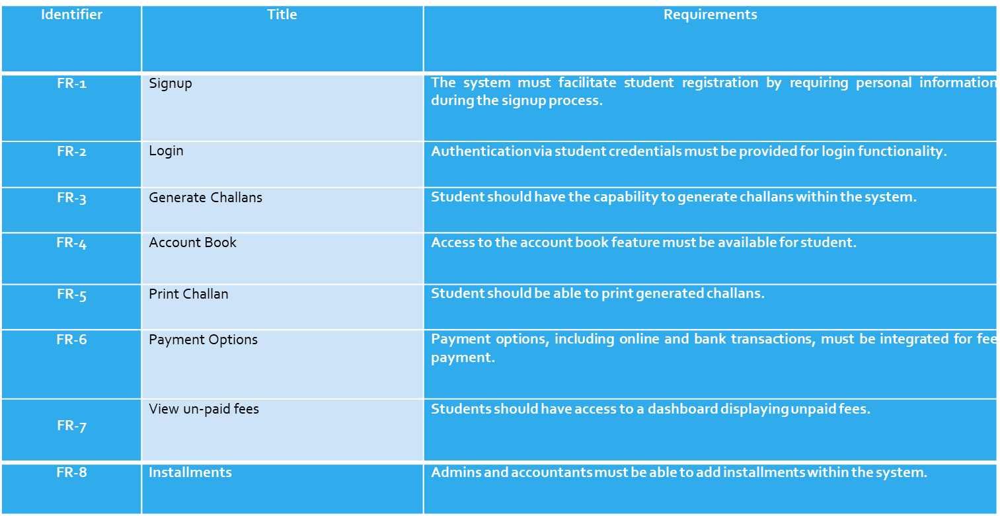 Identifier Title Requirements
FR-1 Signup The system must facilitate student registration by requiring personal information
during the signup process.
FR-2 Login Authentication via student credentials must be provided for login functionality.
FR-3 Generate Challans Student should have the capability to generate challans within the system.
FR-4 Account Book Access to the account book feature must be available for student.
FR-5 Print Challan Student should be able to print generated challans.
FR-6 Payment Options Payment options, including online and bank transactions, must be integrated for fee
payment.
FR-7 View un-paid fees Students should have access to a dashboard displaying unpaid fees.
FR-8 Installments Admins and accountants must be able to add installments within the system.